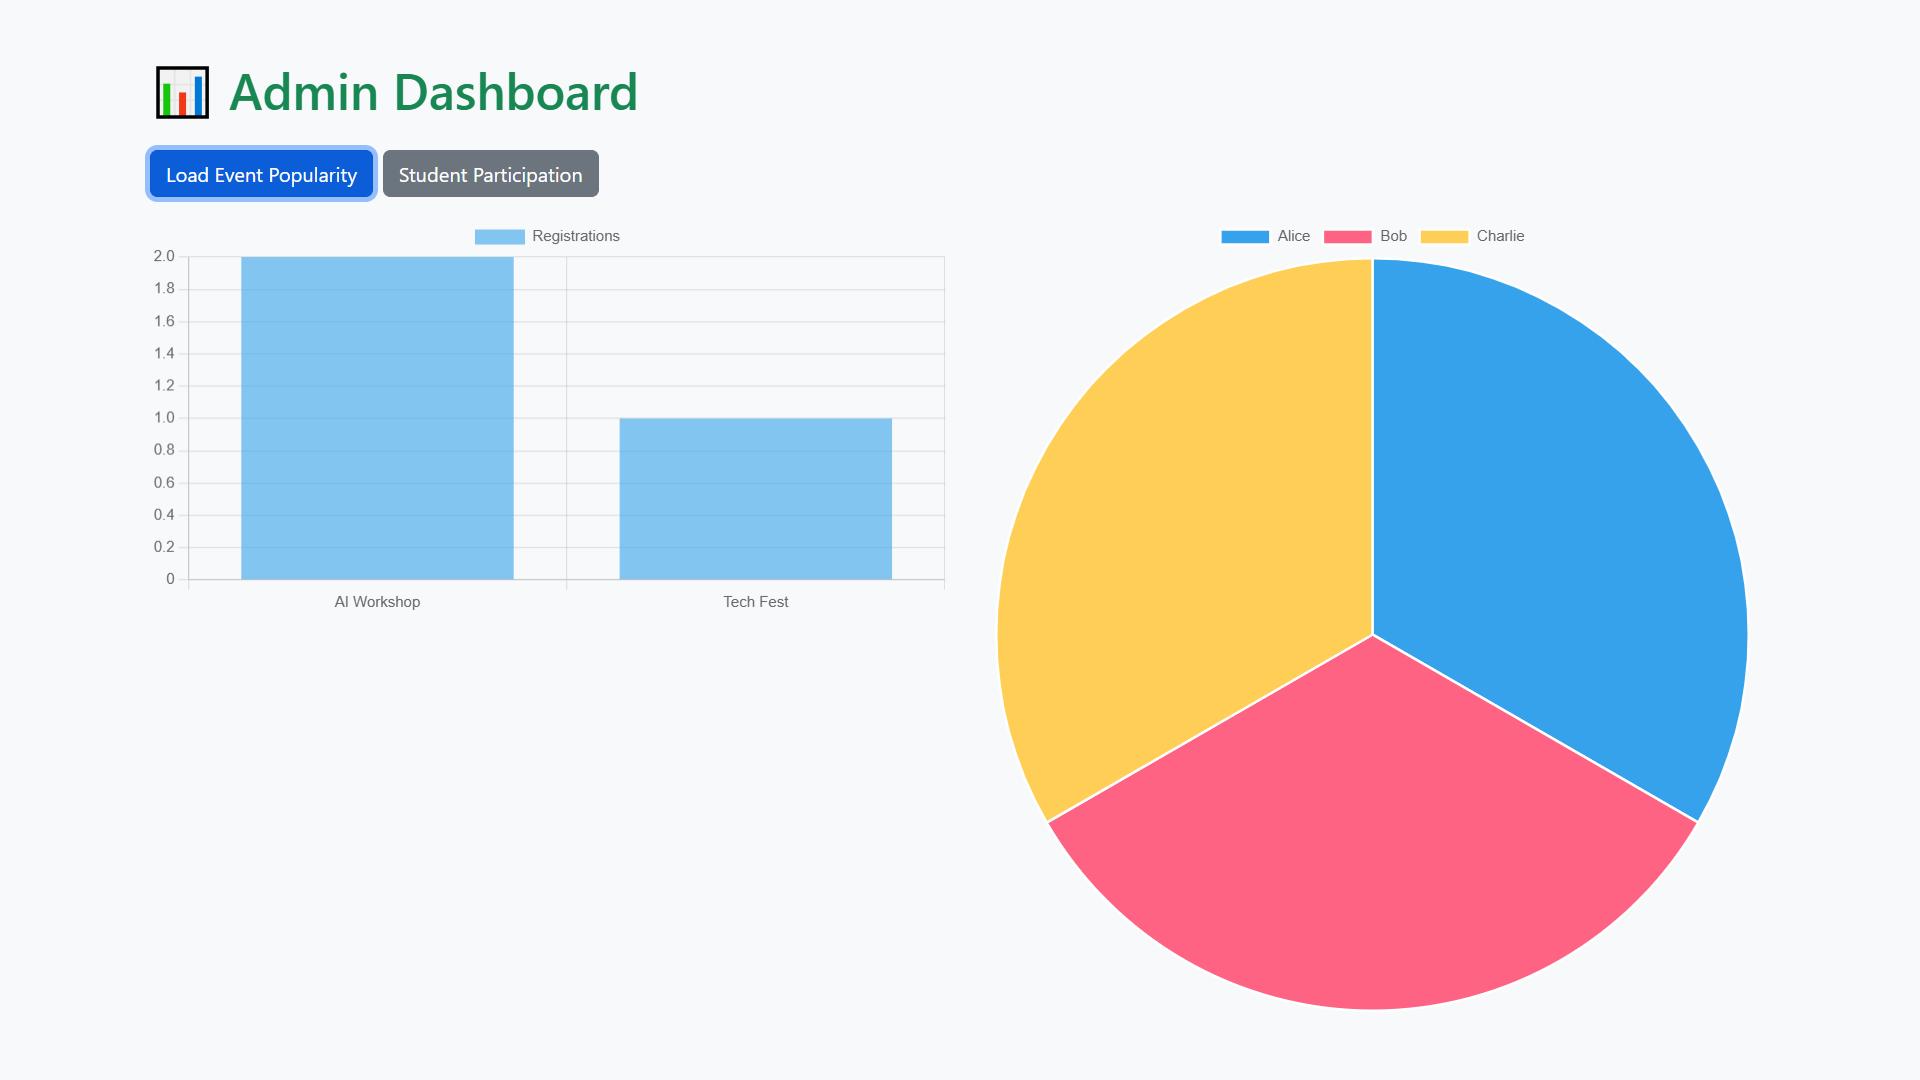 Admin Dashboard
Load Event Popularity
Student Participation
Registrations
2.0
1.8
1.6
1.4
1.2
1.0
0.8
0.6
0.4
0.2
0
AI Workshop
Tech Fest
Alice Bob Charlie